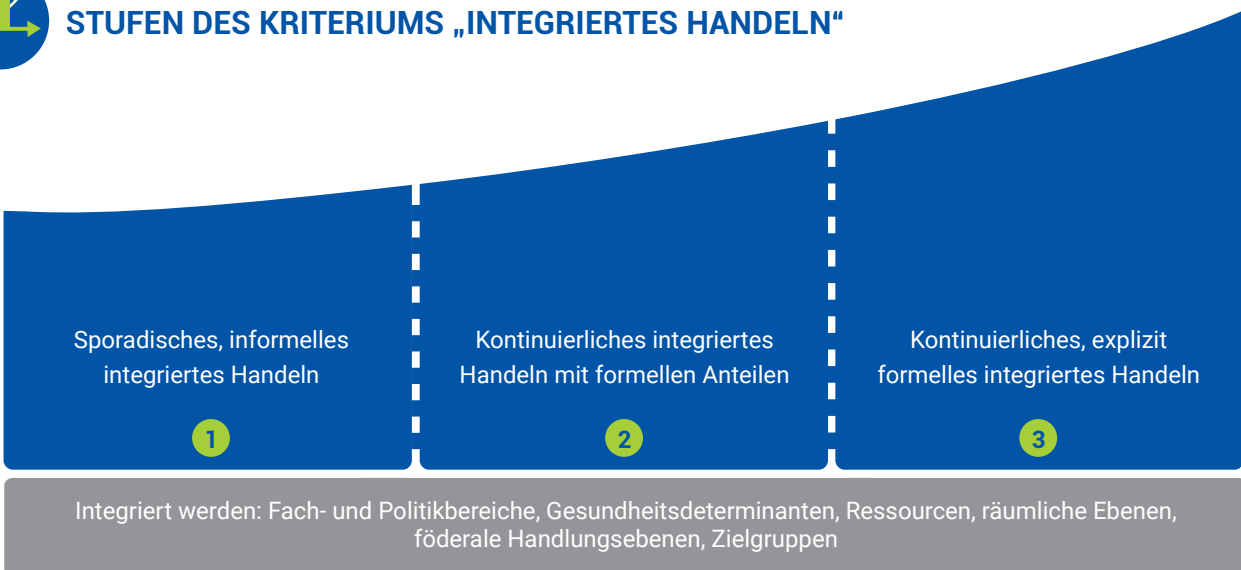 STUFEN DES KRITERIUMS „INTEGRIERTES HANDELN“
Sporadisches, informelles
integriertes Handeln
1
Kontinuierliches integriertes
Handeln mit formellen Anteilen
2
Kontinuierliches, explizit
formelles integriertes Handeln
3
Integriert werden: Fach- und Politikbereiche, Gesundheitsdeterminanten, Ressourcen, räumliche Ebenen,
föderale Handlungsebenen, Zielgruppen